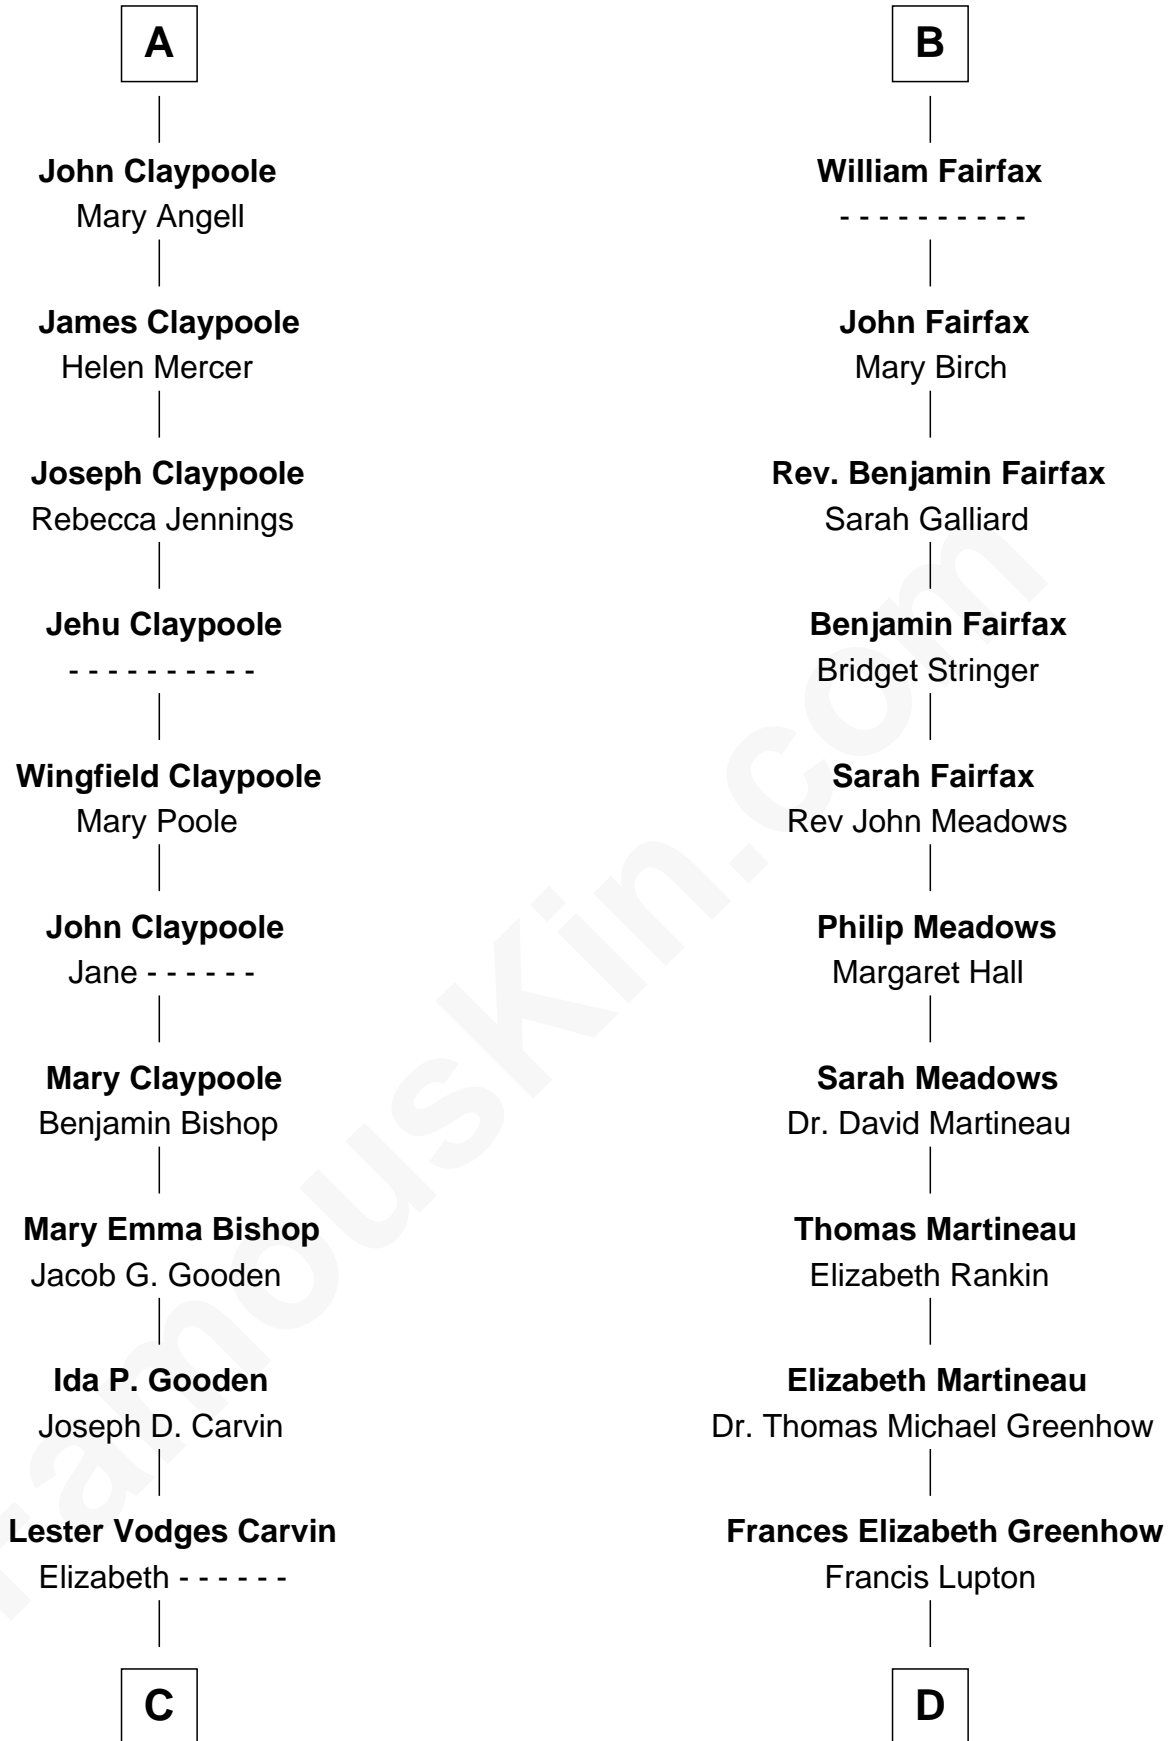 A
John Claypoole
Mary Angell
James Claypoole
Helen Mercer
Joseph Claypoole
Rebecca Jennings
Jehu Claypoole
- - - - - - - - - -
Wingfield Claypoole
Mary Poole
John Claypoole
Jane - - - - - -
Mary Claypoole
Benjamin Bishop
Mary Emma Bishop
Jacob G. Gooden
Ida P. Gooden
Joseph D. Carvin
Lester Vodges Carvin
Elizabeth - - - - - -
C
B
William Fairfax
- - - - - - - - - -
John Fairfax
Mary Birch
Rev. Benjamin Fairfax
Sarah Galliard
Benjamin Fairfax
Bridget Stringer
Sarah Fairfax
Rev John Meadows
Philip Meadows
Margaret Hall
Sarah Meadows
Dr. David Martineau
Thomas Martineau
Elizabeth Rankin
Elizabeth Martineau
Dr. Thomas Michael Greenhow
Frances Elizabeth Greenhow
Francis Lupton
D
FamousKin.com